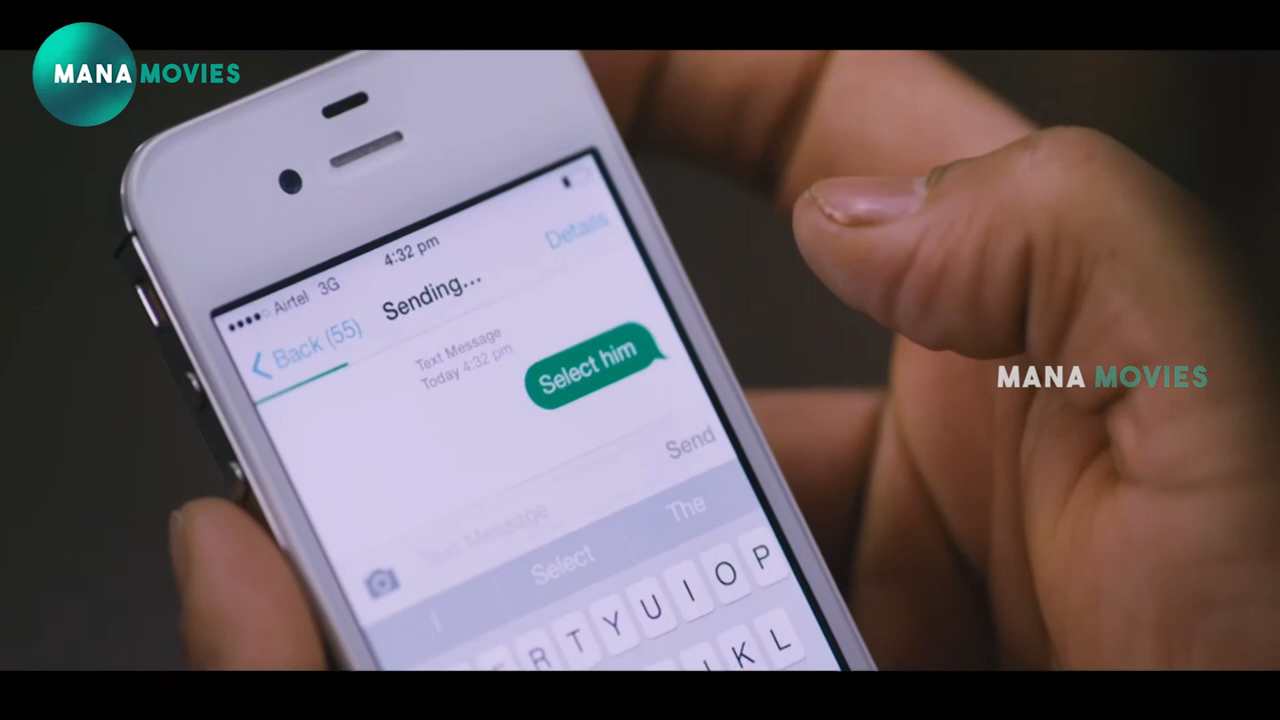 MANA MOVIES
4:32 pm
Airtel 3G
Sending...
Details
Back (55)
Text Message
Today 4:32 pm
Select him
Send
Message
I Select The
E R T Y U I O P
J K L
MANA MOVIES